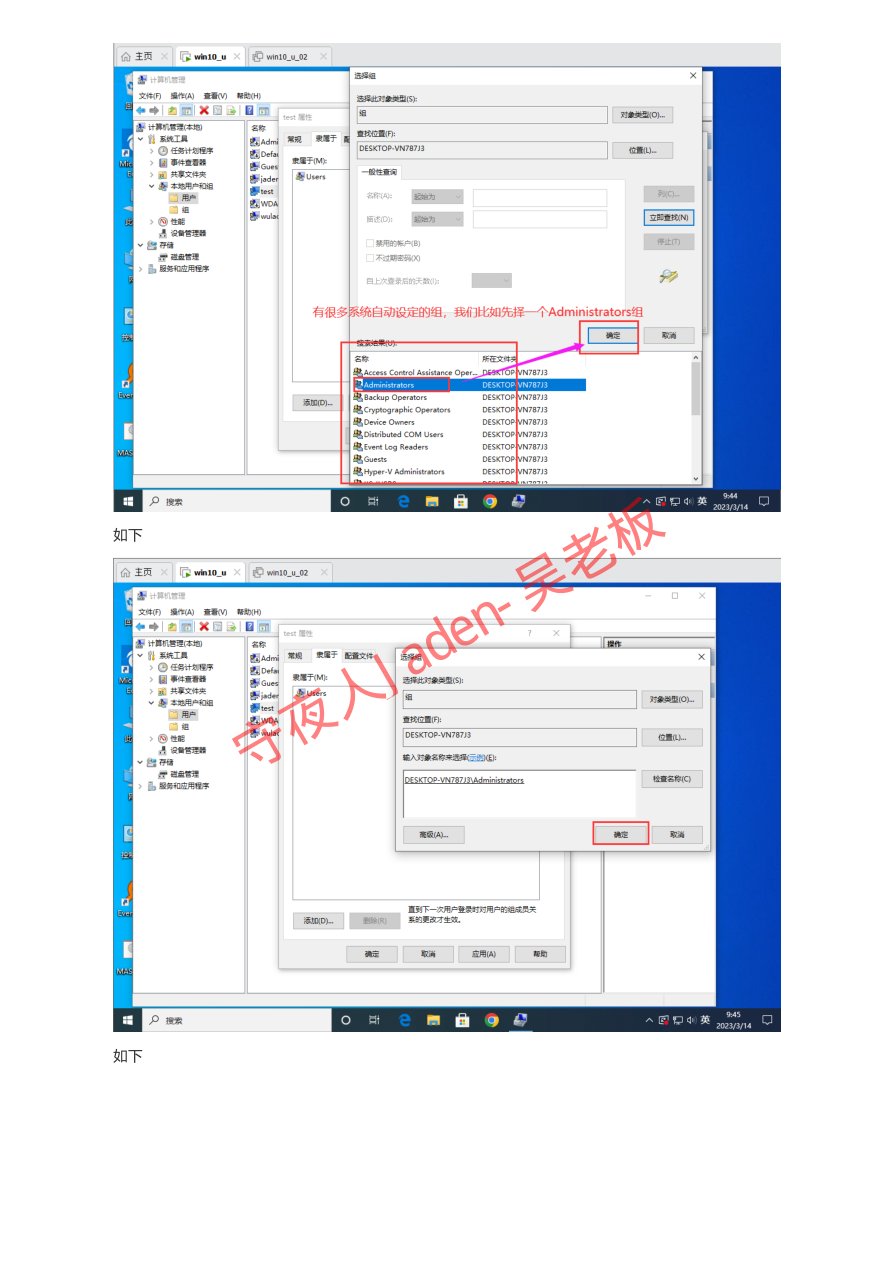 主页
win10_u
win10_u_02
计算机管理
选择组
文件(F) 操作(A) 查看(V) 帮助(H)
选择此对象类型(S):
组
对象类型(O)...
test 属性
计算机管理(本地)
名称
系统工具
常规 隶属于
查找位置(F):
DESKTOP-VN787J3
位置(L)...
任务计划程序
事件查看器
共享文件夹
本地用户和组
用户
组
性能
设备管理器
存储
磁盘管理
服务和应用程序
Admi
Defau
Gues
jader
test
WDA
wulac
隶属于(M):
Users
一般性查询
名称(A): 起始为
描述(D): 起始为
禁用的帐户(B)
不过期密码(X)
自上次登录后的天数(I):
列(C)...
立即查找(N)
停止(T)
有很多系统自动设定的组，我们比如先择一个Administrators组
确定
取消
搜索结果(U):
名称 所在文件夹
Access Control Assistance Oper... DESKTOP-VN787J3
Administrators DESKTOP-VN787J3
Backup Operators DESKTOP-VN787J3
Cryptographic Operators DESKTOP-VN787J3
Device Owners DESKTOP-VN787J3
Distributed COM Users DESKTOP-VN787J3
Event Log Readers DESKTOP-VN787J3
Guests DESKTOP-VN787J3
Hyper-V Administrators DESKTOP-VN787J3
添加(D)...
搜索
英
9:44
2023/3/14
如下
守夜人Jaden-吴老板
主页
win10_u
win10_u_02
计算机管理
文件(F) 操作(A) 查看(V) 帮助(H)
test 属性
计算机管理(本地)
名称
操作
系统工具
常规 隶属于 配置文件
任务计划程序
事件查看器
共享文件夹
本地用户和组
用户
组
性能
设备管理器
存储
磁盘管理
服务和应用程序
Admi
Defau
Gues
jader
test
WDA
wulac
隶属于(M):
Users
选择组
选择此对象类型(S):
组
对象类型(O)...
查找位置(F):
DESKTOP-VN787J3
位置(L)...
输入对象名称来选择(示例)(E):
DESKTOP-VN787J3\Administrators
检查名称(C)
高级(A)...
确定
取消
添加(D)...
删除(R)
直到下一次用户登录时对用户的组成员关
系的更改才生效。
确定
取消
应用(A)
帮助
搜索
英
9:45
2023/3/14
如下